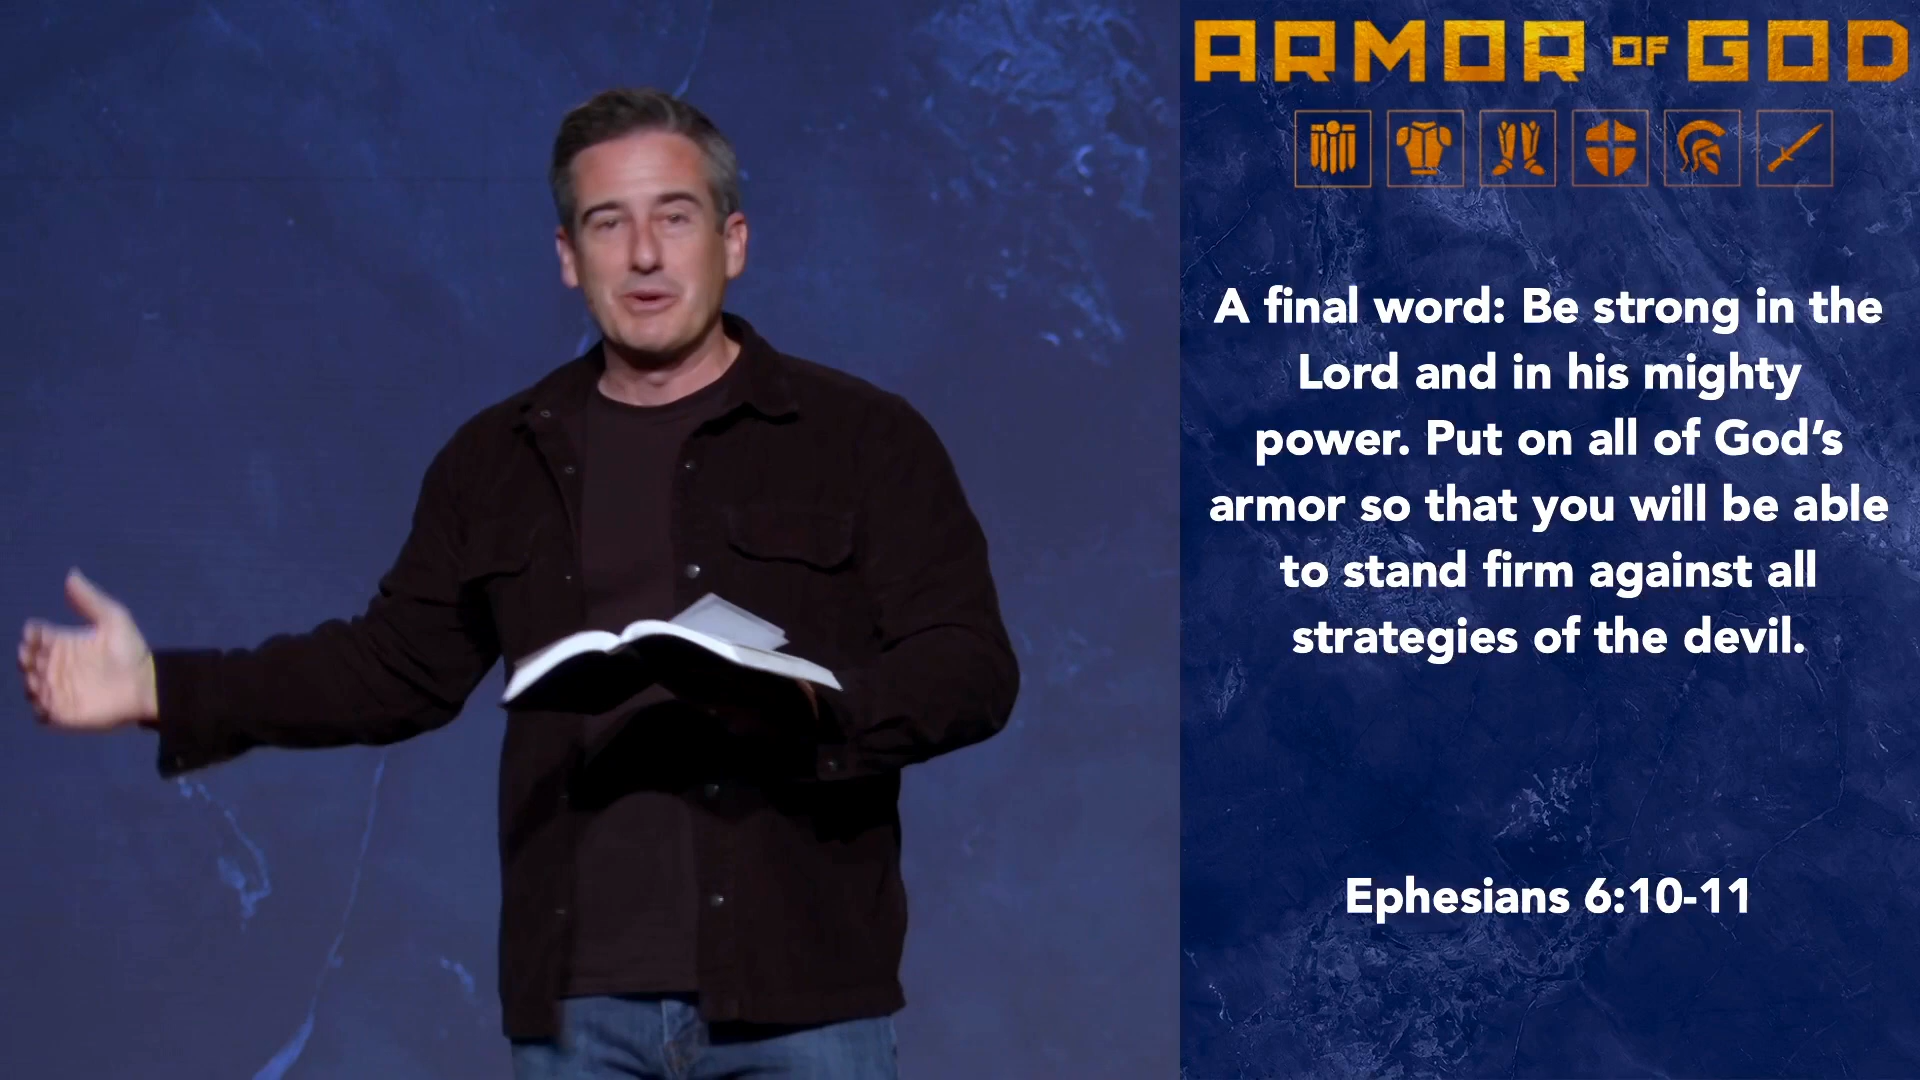 ARMOR OF GOD
A final word: Be strong in the
Lord and in his mighty
power. Put on all of God’s
armor so that you will be able
to stand firm against all
strategies of the devil.
Ephesians 6:10-11